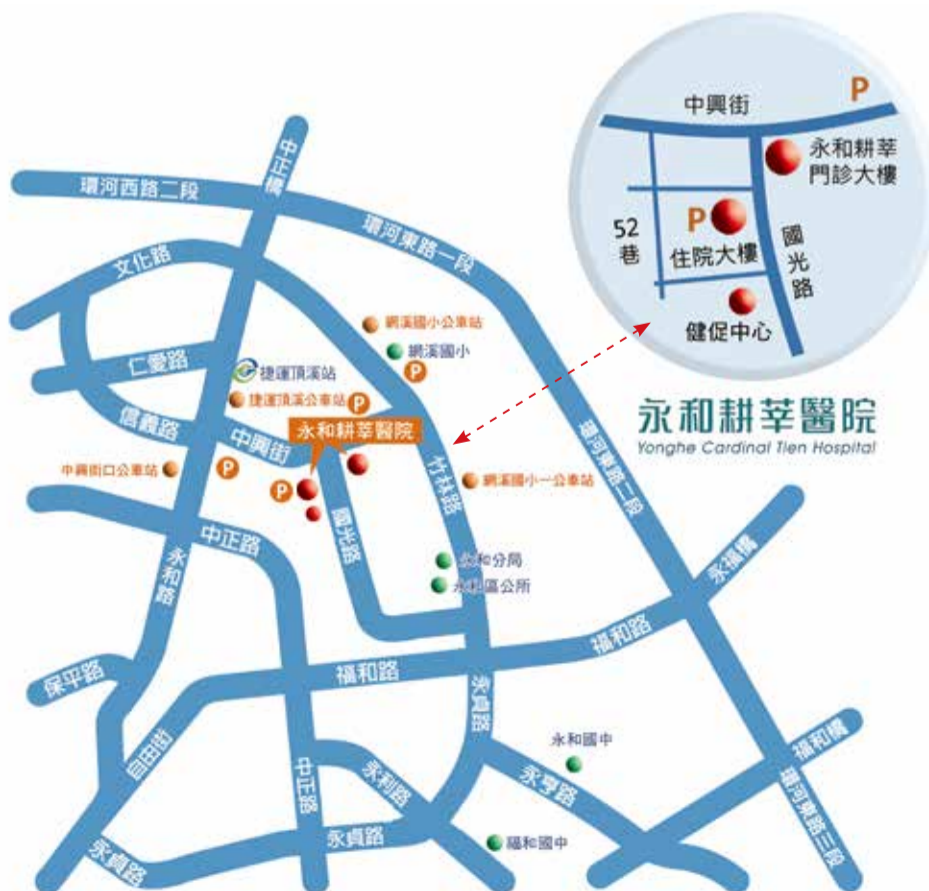 中興街
P
永和耕莘
門診大樓
52
巷
P
住院大樓
國光路
健促中心
永和耕莘醫院
Yonghe Cardinal Tien Hospital
中正橋
環河西路二段
環河東路一段
文化路
網溪國小公車站
網溪國小
P
仁愛路
捷運頂溪站
捷運頂溪公車站
P
信義路
中興街
永和耕莘醫院
環河東路二段
中興街口公車站
P
P
竹林路
網溪國小一公車站
中正路
國光路
永和路
永和分局
永和區公所
永福橋
福和路
福和路
保平路
永貞路
自由街
永和國中
福和橋
中正路
永利路
永亨路
環河東路三段
永貞路
永貞路
福和國中